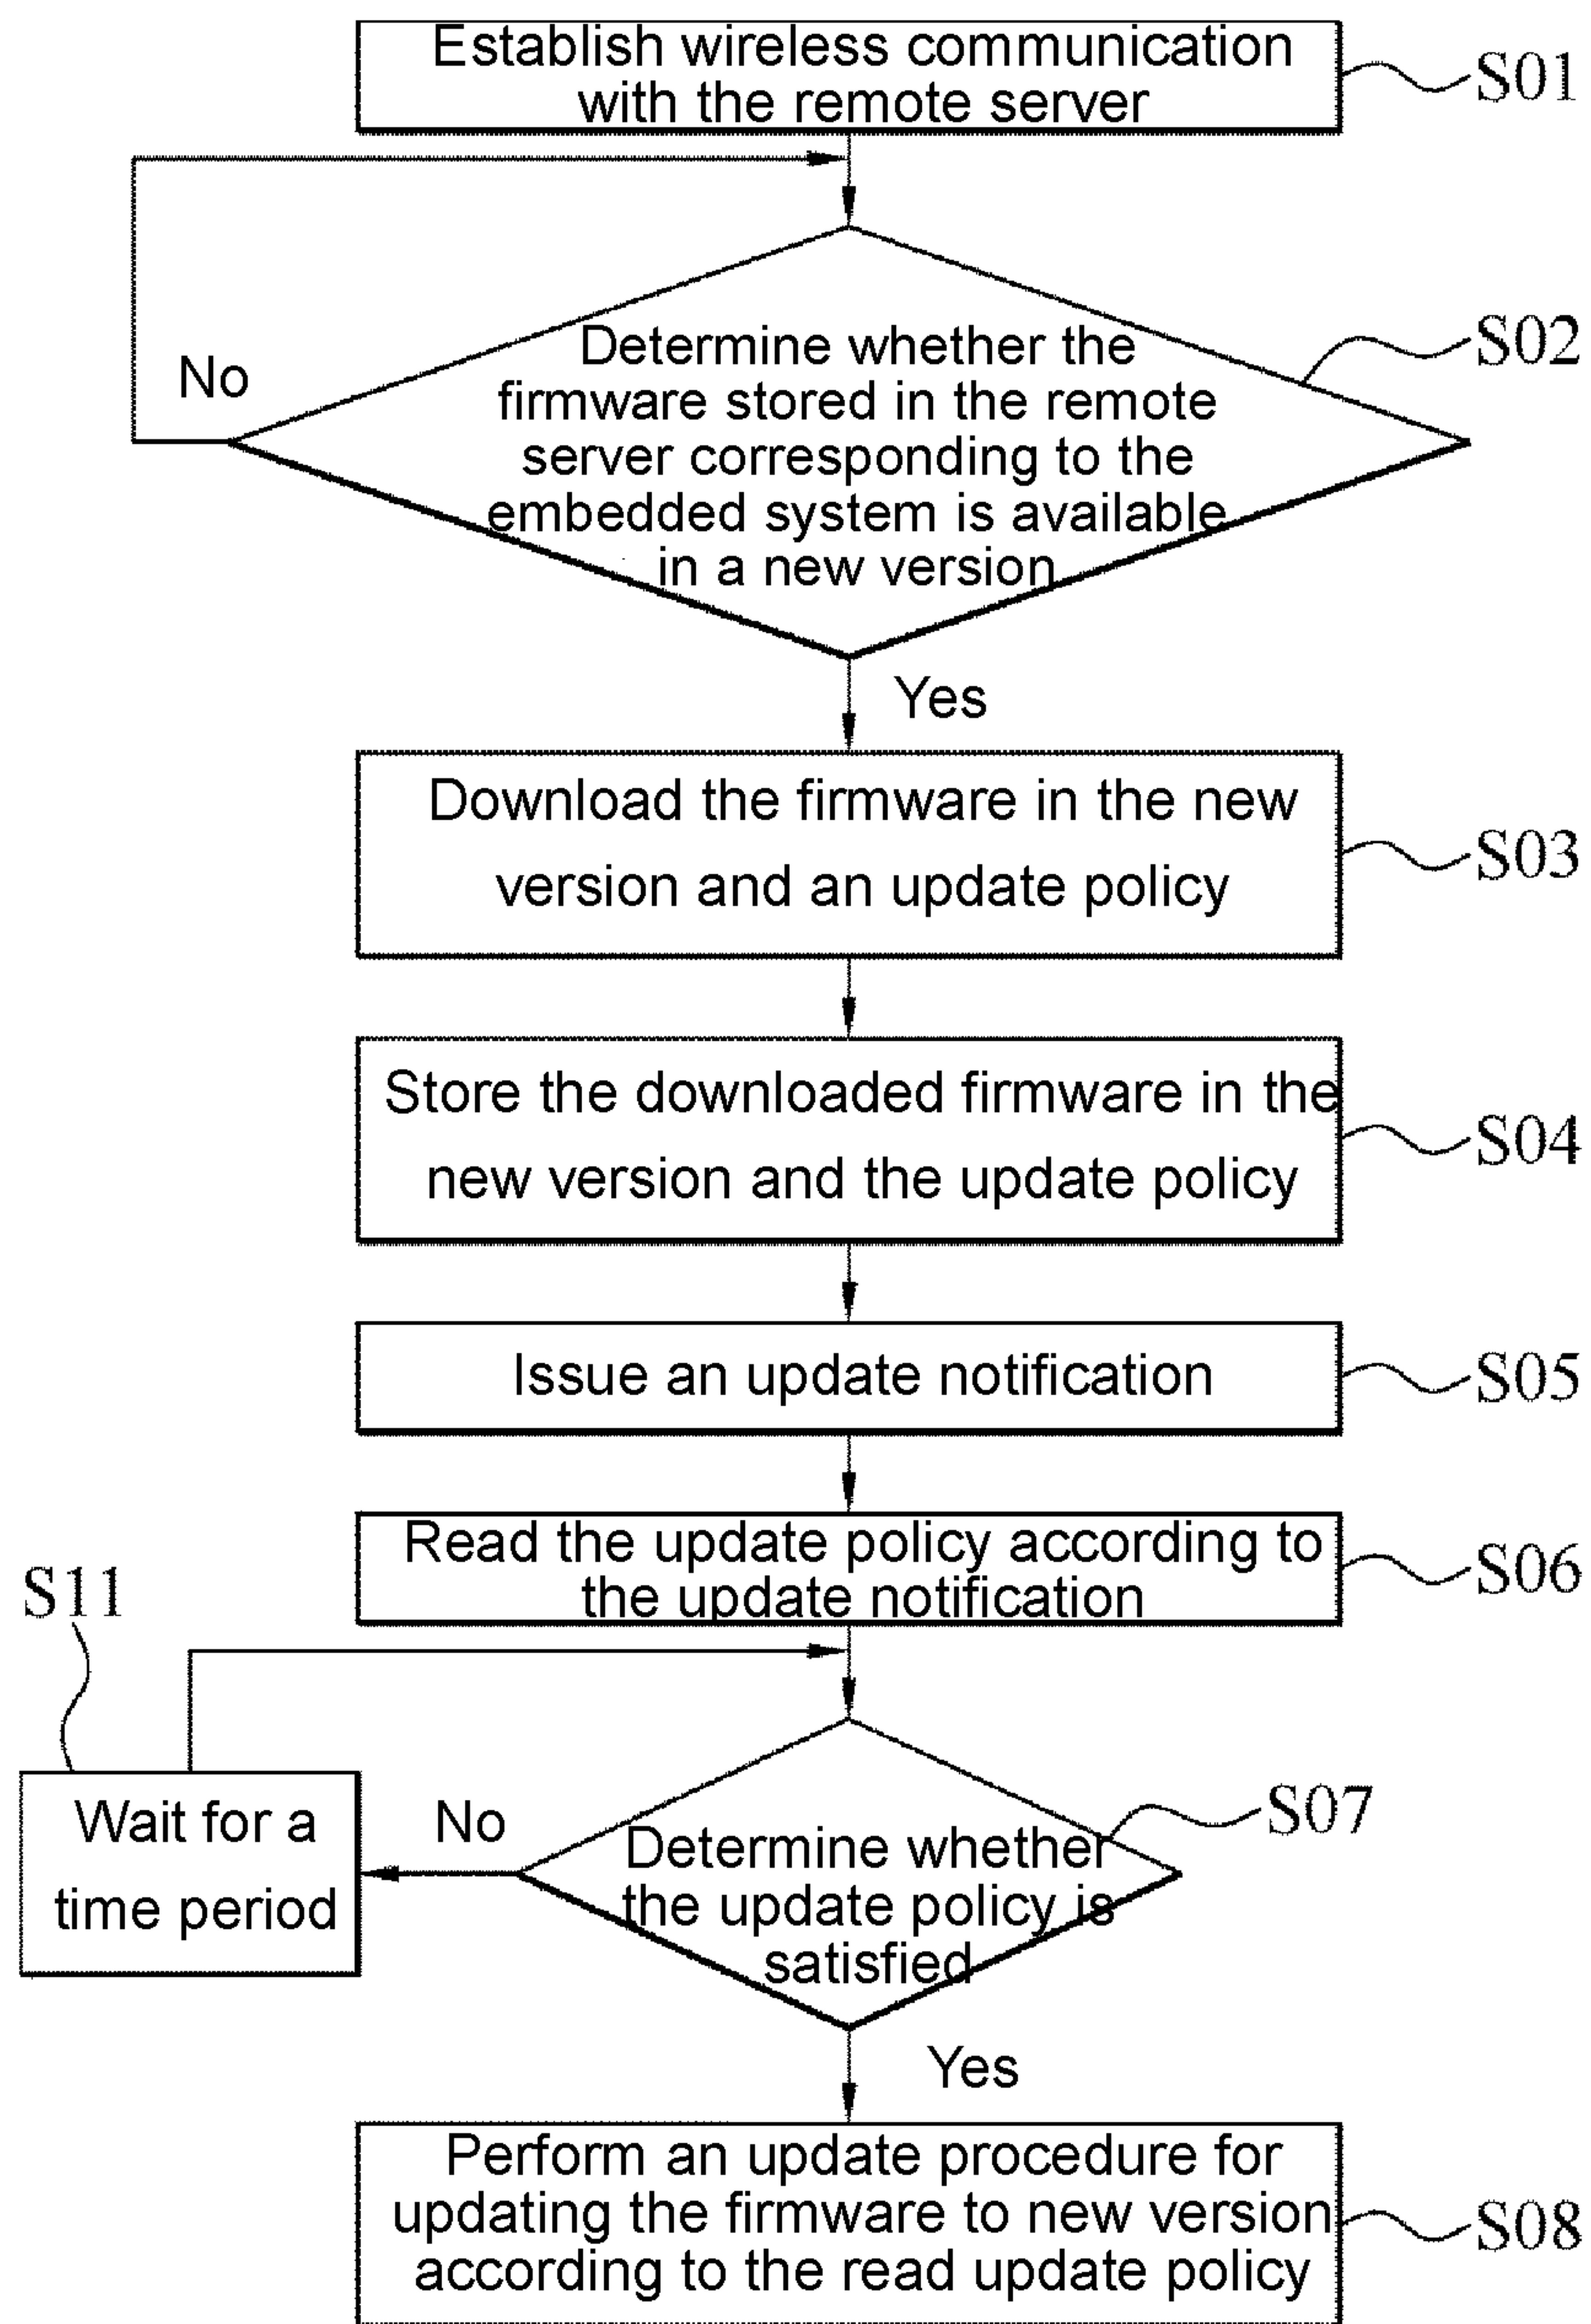 Establish wireless communication
with the remote server
S01
No
Determine whether the
firmware stored in the remote
server corresponding to the
embedded system is available
in a new version
S02
Yes
Download the firmware in the new
version and an update policy
S03
Store the downloaded firmware in the
new version and the update policy
S04
Issue an update notification
S05
Read the update policy according to
the update notification
S06
S11
Wait for a
time period
No
Determine whether
the update policy is
satisfied
S07
Yes
Perform an update procedure for
updating the firmware to new version
according to the read update policy
S08